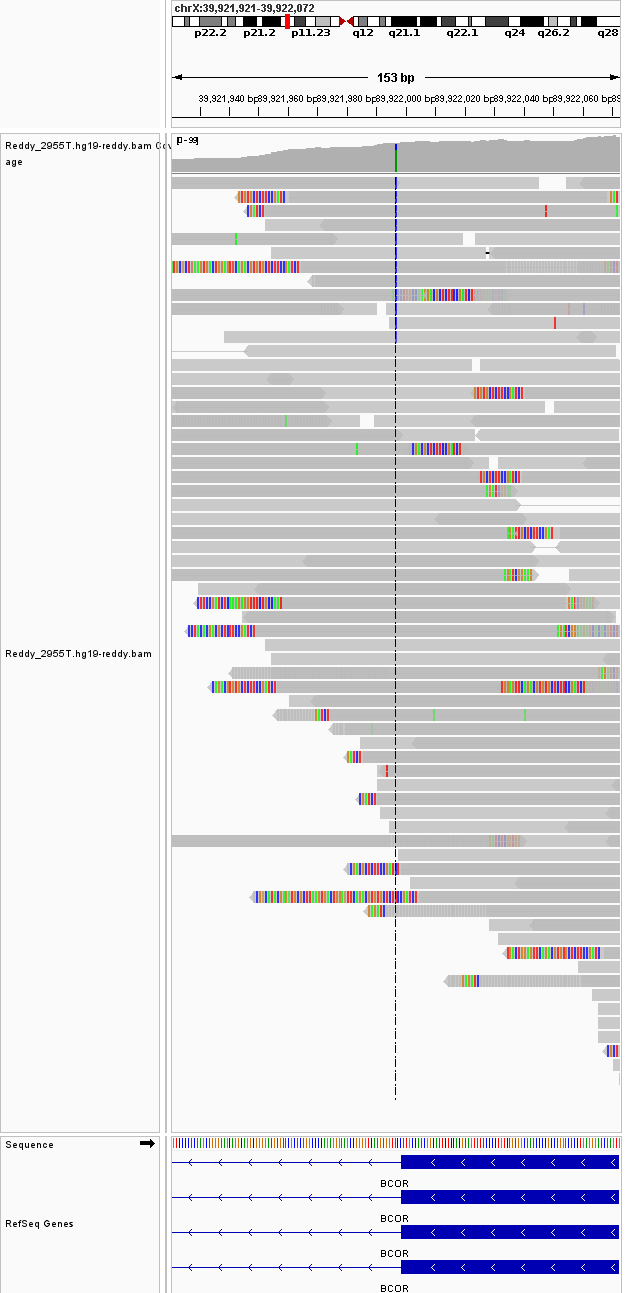 chrX:39,921,921-39,922,072
p22.2 p21.2 p11.23 q12 q21.1 q22.1 q24 q26.2 q28
153 bp
39,921,940 bp 39,921,960 bp 39,921,980 bp 39,922,000 bp 39,922,020 bp 39,922,040 bp 39,922,060 bp
Reddy_2955T.hg19-reddy.bam Cov
age
[0-99]
Reddy_2955T.hg19-reddy.bam
Sequence
BCOR
BCOR
RefSeq Genes
BCOR
BCOR